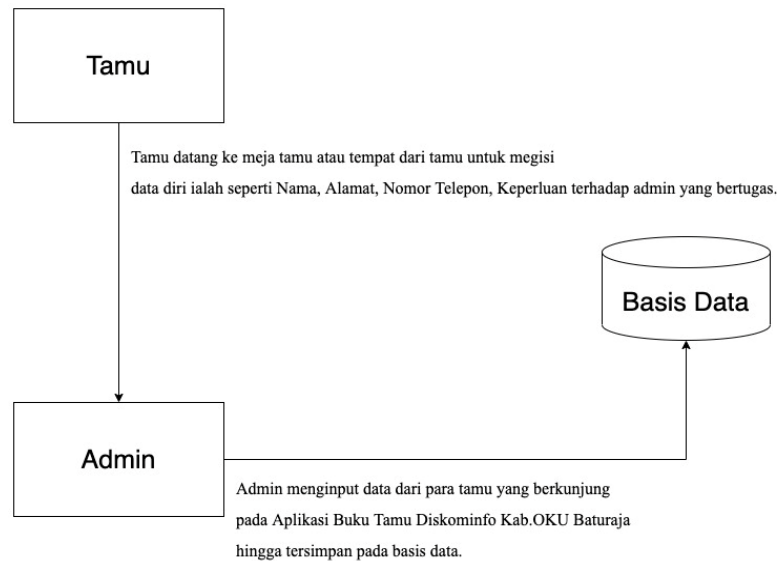 Tamu
Tamu datang ke meja tamu atau tempat dari tamu untuk megisi
data diri ialah seperti Nama, Alamat, Nomor Telepon, Keperluan terhadap admin yang bertugas.
Basis Data
Admin
Admin menginput data dari para tamu yang berkunjung
pada Aplikasi Buku Tamu Diskominfo Kab.OKU Baturaja
hingga tersimpan pada basis data.